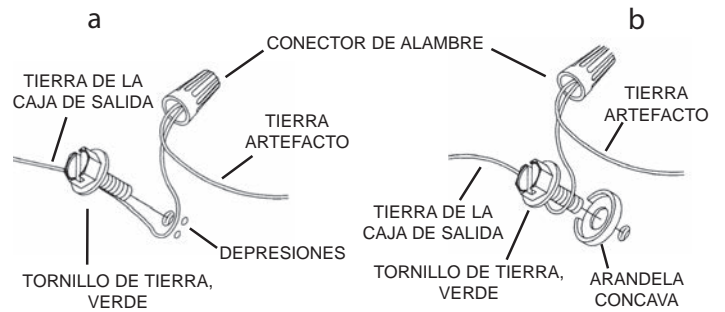 a
b
CONECTOR DE ALAMBRE
TIERRA DE LA
CAJA DE SALIDA
TIERRA
ARTEFACTO
DEPRESIONES
TORNILLO DE TIERRA,
VERDE
TIERRA
ARTEFACTO
TIERRA DE LA
CAJA DE SALIDA
TORNILLO DE TIERRA,
VERDE
ARANDELA
CONCAVA